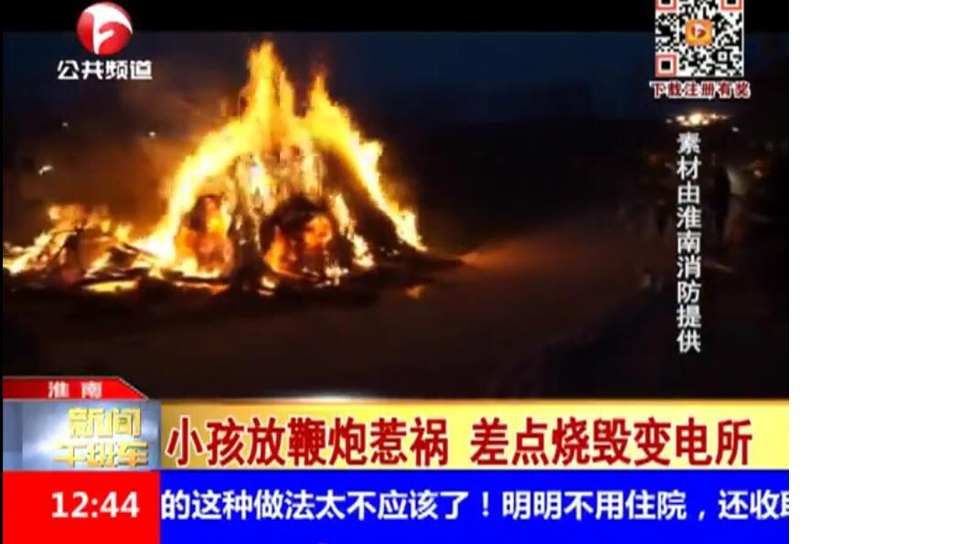 公共频道
下载注册有奖
素材由淮南消防提供
淮南
新闻
午班车
小孩放鞭炮惹祸 差点烧毁变电所
12:44
的这种做法太不应该了！明明不用住院，还收